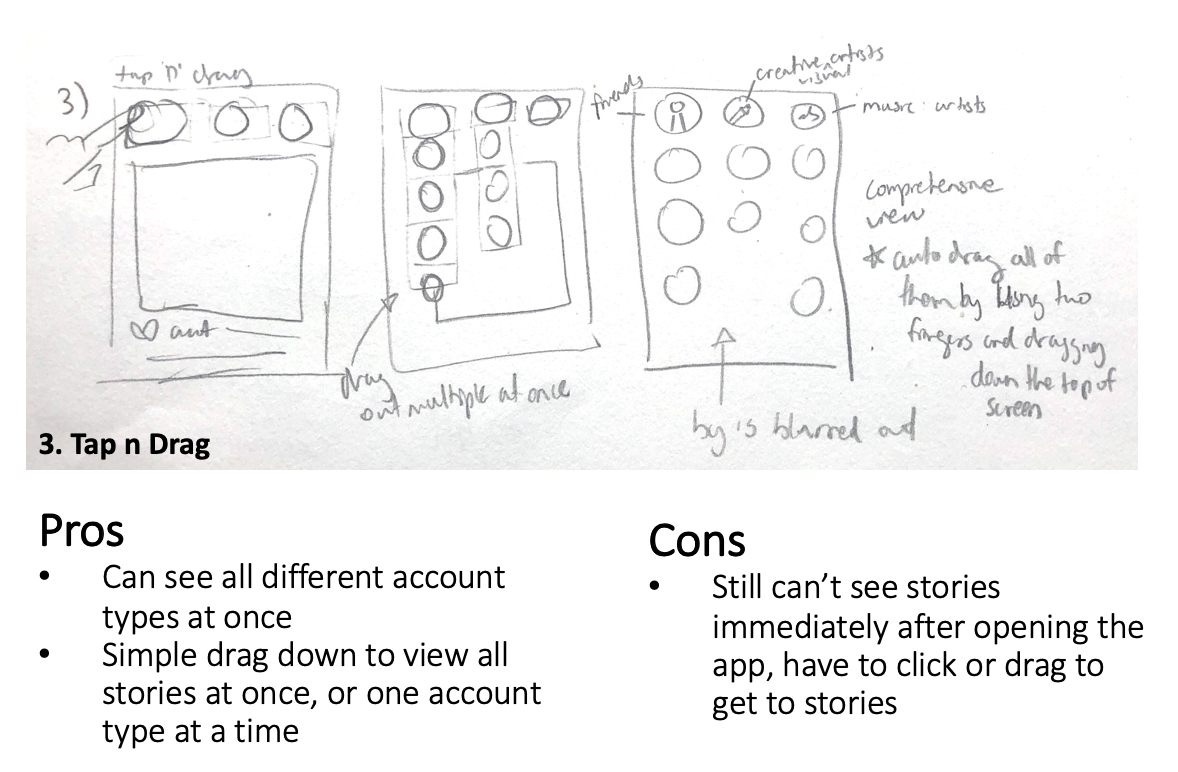 3)
tap 'n' drag
drag
out multiple at once
friends
creative artists
visual
music artists
comprehensive
view
* auto drag all of
them by using two
fingers and dragging
down the top of
screen
bg is blurred out
3. Tap n Drag
Pros
• Can see all different account
types at once
• Simple drag down to view all
stories at once, or one account
type at a time
Cons
• Still can’t see stories
immediately after opening the
app, have to click or drag to
get to stories